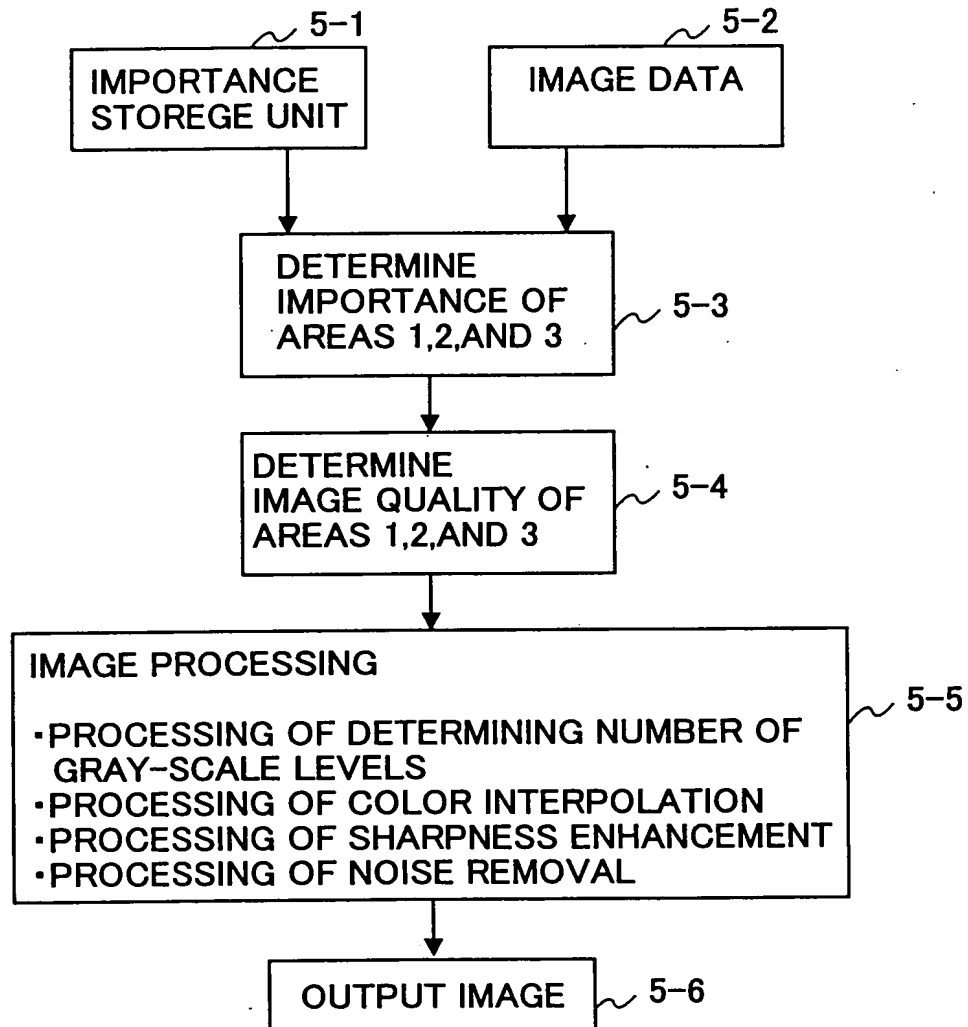 5-1
5-2
IMPORTANCE
STOREGE UNIT
IMAGE DATA
DETERMINE
IMPORTANCE OF
AREAS 1,2,AND 3
5-3
DETERMINE
IMAGE QUALITY OF
AREAS 1,2,AND 3
5-4
IMAGE PROCESSING
5-5
・PROCESSING OF DETERMINING NUMBER OF
GRAY-SCALE LEVELS
・PROCESSING OF COLOR INTERPOLATION
・PROCESSING OF SHARPNESS ENHANCEMENT
・PROCESSING OF NOISE REMOVAL
OUTPUT IMAGE
5-6